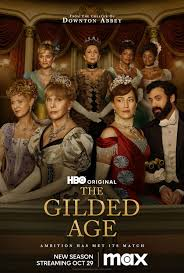 FROM THE CREATOR OF
DOWNTON ABBEY
HBO ORIGINAL
THE
GILDED
AGE
AMBITION HAS MET ITS MATCH
NEW SEASON
STREAMING OCT 29
max